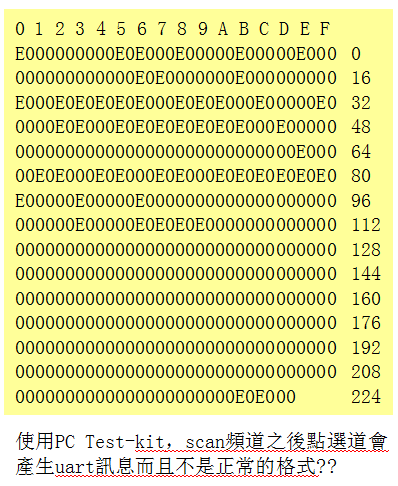 0 1 2 3 4 5 6 7 8 9 A B C D E F
E000000000E0E000E00000E00000E000 0
000000000000E0E0000000E000000000 16
E000E0E0E0E0E000E0E0E000E00000E0 32
0000E0E000E0E0E0E0E0E0E000E00000 48
0000000000000000000000000000E000 64
00E0E000E0E000E0E000E0E0E0E0E0E0 80
E00000E00000E0000000000000000000 96
000000E00000E0E0E0E0000000000000 112
00000000000000000000000000000000 128
00000000000000000000000000000000 144
00000000000000000000000000000000 160
00000000000000000000000000000000 176
00000000000000000000000000000000 192
00000000000000000000000000000000 208
0000000000000000000000E0E000 224
使用PC Test-kit，scan頻道之後點選道會
產生uart訊息而且不是正常的格式??